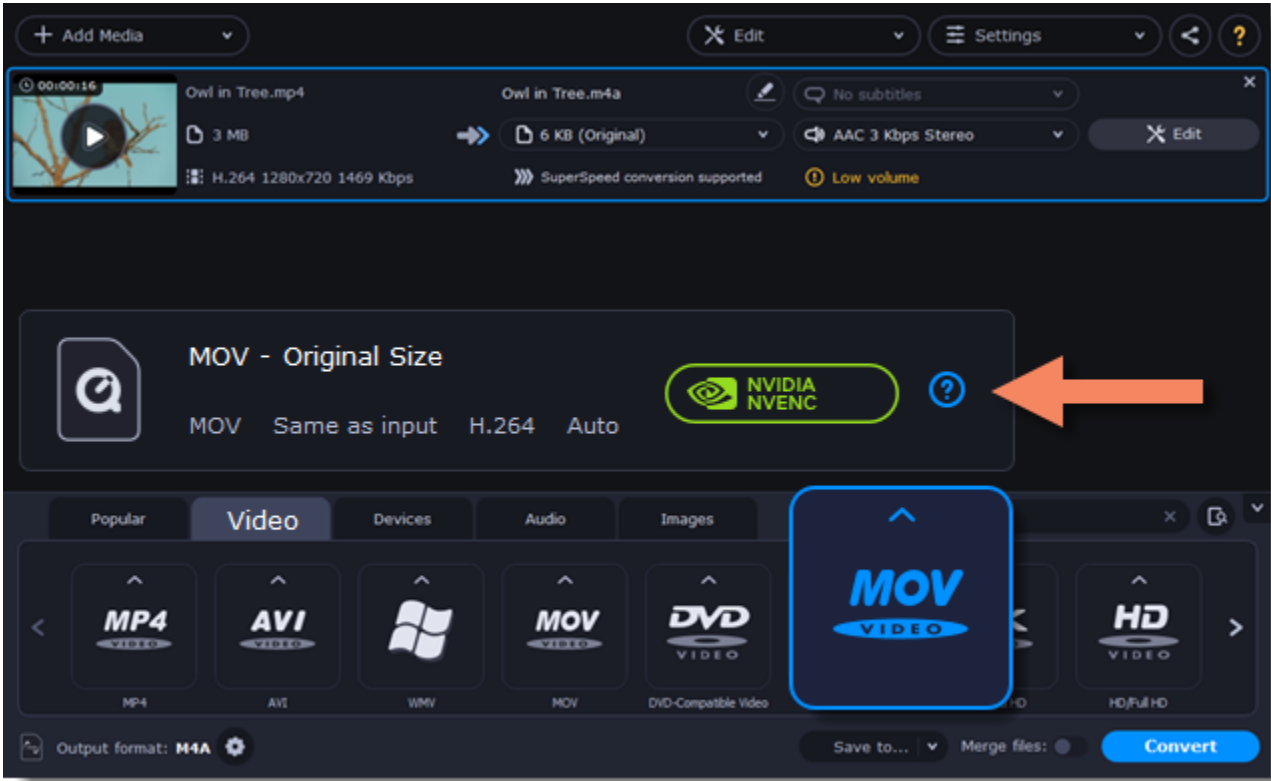 Add Media
Edit
Settings
?
00:00:16
Owl in Tree.mp4
Owl in Tree.m4a
No subtitles
3 MB
6 KB (Original)
AAC 3 Kbps Stereo
Edit
H.264 1280x720 1469 Kbps
SuperSpeed conversion supported
Low volume
MOV - Original Size
NVIDIA
NVENC
?
MOV Same as input H.264 Auto
Popular
Video
Devices
Audio
Images
MP4
VIDEO
AVI
VIDEO
MOV
VIDEO
DVD
VIDEO
MOV
VIDEO
HD
VIDEO
MP4
AVI
WMV
MOV
DVD-Compatible Video
HD
HD/Full HD
Output format: M4A
Save to...
Merge files:
Convert